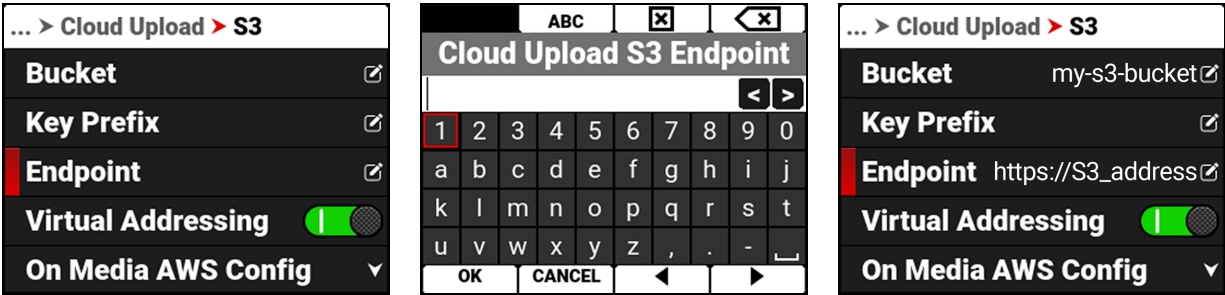 ... > Cloud Upload > S3
Bucket
Key Prefix
Endpoint
Virtual Addressing
On Media AWS Config
ABC
Cloud Upload S3 Endpoint
< >
1 2 3 4 5 6 7 8 9 0
a b c d e f g h i j
k l m n o p q r s t
u v w x y z , . -
OK CANCEL
... > Cloud Upload > S3
Bucket my-s3-bucket
Key Prefix
Endpoint https://S3_address
Virtual Addressing
On Media AWS Config